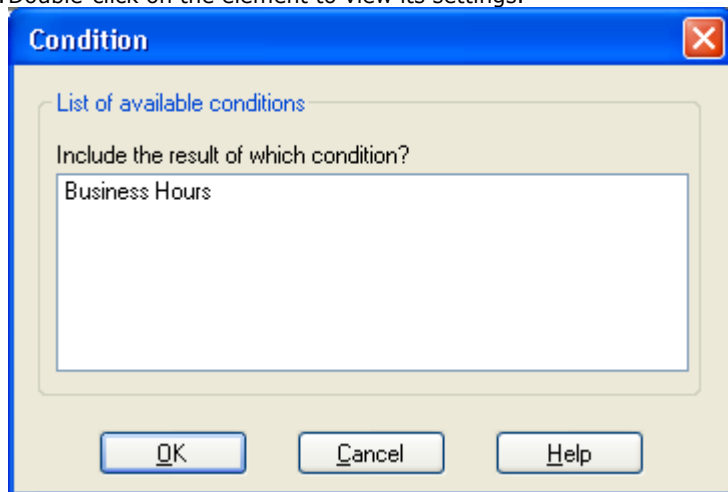 Double-click on the element to view its settings.
Condition
List of available conditions
Include the result of which condition?
Business Hours
OK
Cancel
Help